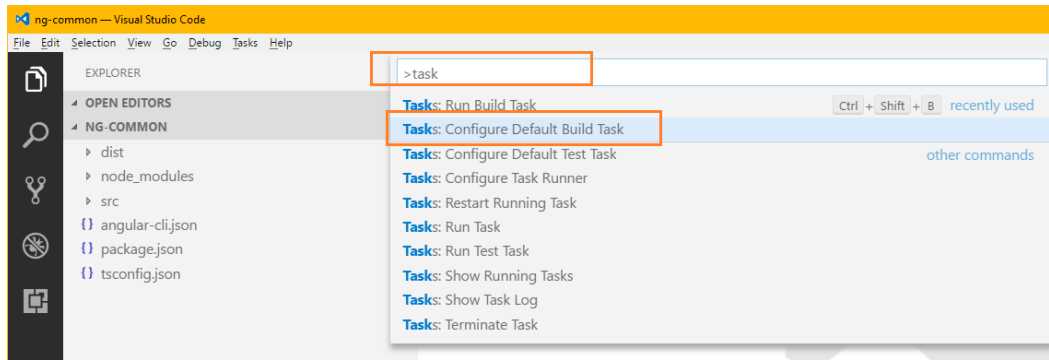 ng-common — Visual Studio Code
File Edit Selection View Go Debug Tasks Help
EXPLORER
OPEN EDITORS
NG-COMMON
dist
node_modules
src
{} angular-cli.json
{} package.json
{} tsconfig.json
>task
Tasks: Run Build Task Ctrl + Shift + B recently used
Tasks: Configure Default Build Task
Tasks: Configure Default Test Task other commands
Tasks: Configure Task Runner
Tasks: Restart Running Task
Tasks: Run Task
Tasks: Run Test Task
Tasks: Show Running Tasks
Tasks: Show Task Log
Tasks: Terminate Task